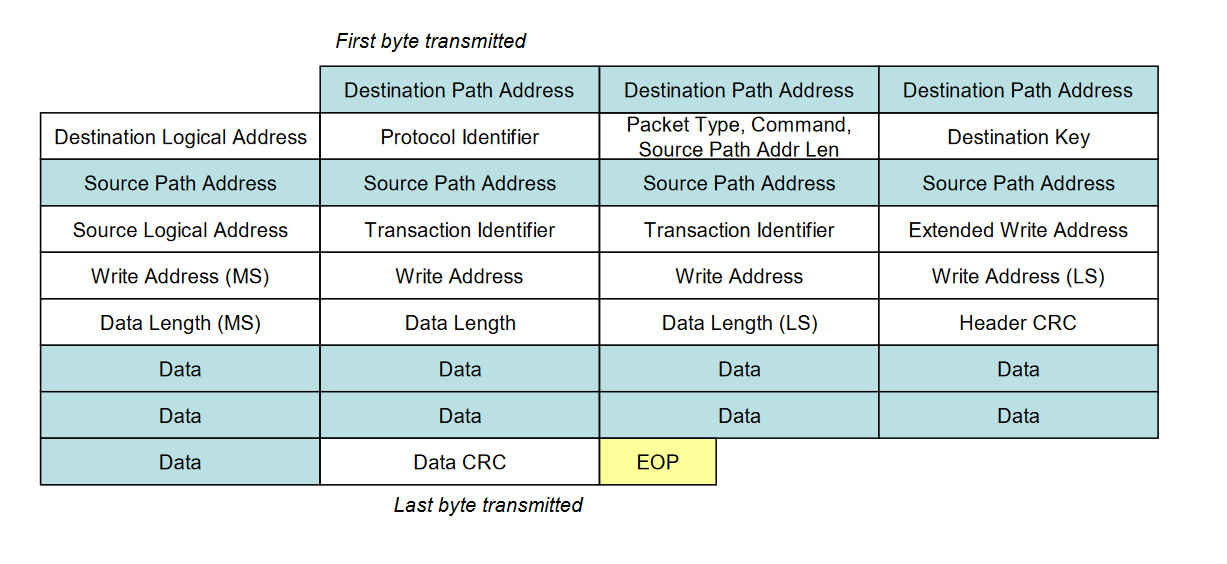 First byte transmitted
Destination Path Address
Destination Path Address
Destination Path Address
Destination Logical Address
Protocol Identifier
Packet Type, Command,
Source Path Addr Len
Destination Key
Source Path Address
Source Path Address
Source Path Address
Source Path Address
Source Logical Address
Transaction Identifier
Transaction Identifier
Extended Write Address
Write Address (MS)
Write Address
Write Address
Write Address (LS)
Data Length (MS)
Data Length
Data Length (LS)
Header CRC
Data
Data
Data
Data
Data
Data
Data
Data
Data
Data CRC
EOP
Last byte transmitted